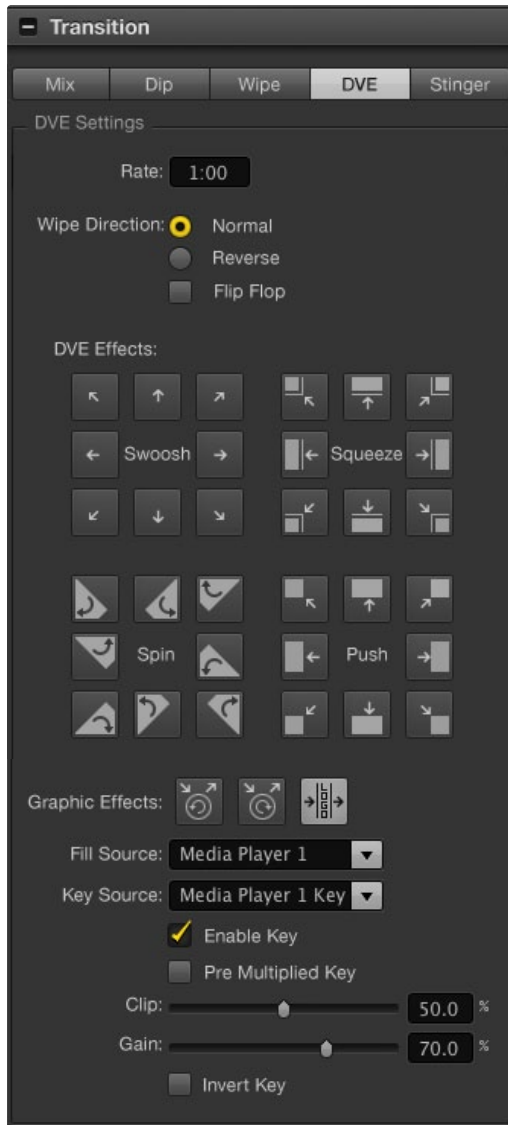 Transition
Mix Dip Wipe DVE Stinger
DVE Settings
Rate: 1:00
Wipe Direction: Normal
Reverse
Flip Flop
DVE Effects:
Swoosh Squeeze
Spin Push
Graphic Effects: LOGO
Fill Source: Media Player 1
Key Source: Media Player 1 Key
Enable Key
Pre Multiplied Key
Clip: 50.0 %
Gain: 70.0 %
Invert Key